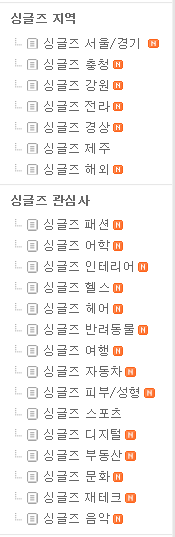 싱글즈 지역
싱글즈 서울/경기 N
싱글즈 충청 N
싱글즈 강원 N
싱글즈 전라 N
싱글즈 경상 N
싱글즈 제주
싱글즈 해외 N
싱글즈 관심사
싱글즈 패션 N
싱글즈 어학 N
싱글즈 인테리어 N
싱글즈 헬스 N
싱글즈 헤어 N
싱글즈 반려동물 N
싱글즈 여행 N
싱글즈 자동차 N
싱글즈 피부/성형 N
싱글즈 스포츠
싱글즈 디지털 N
싱글즈 부동산 N
싱글즈 문화 N
싱글즈 재테크 N
싱글즈 음악 N